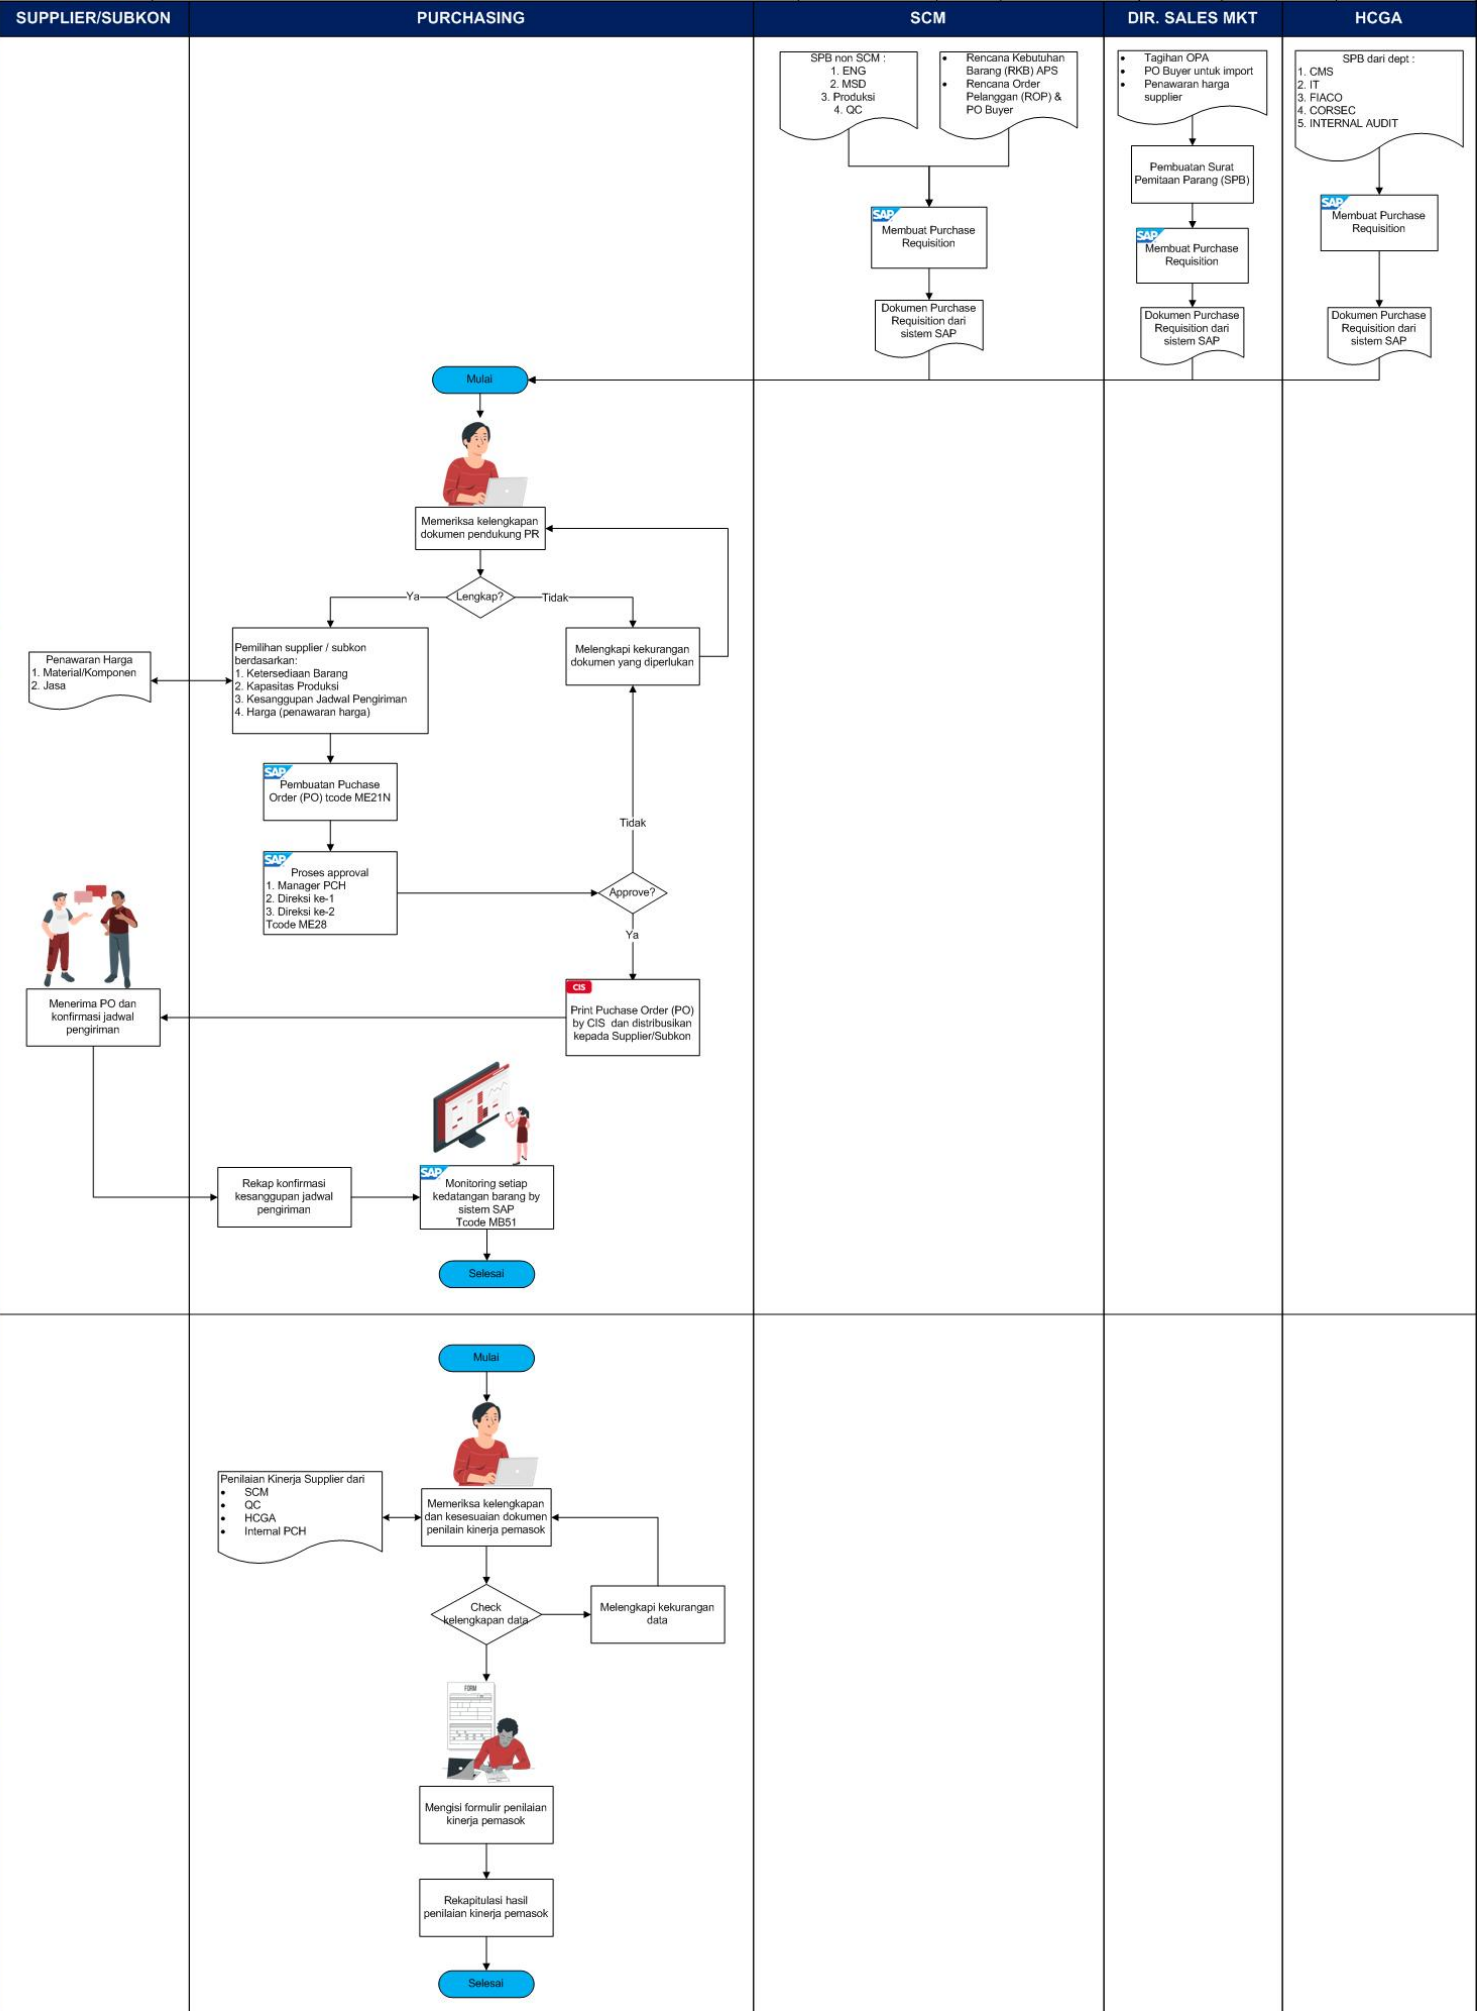 SUPPLIER/SUBKON
PURCHASING
SCM
DIR. SALES MKT
HCGA
SPB non SCM :
1. ENG
2. MSD
3. Produksi
4. QC
• Rencana Kebutuhan
Barang (RKB) APS
• Rencana Order
Pelanggan (ROP) &
PO Buyer
SAP
Membuat Purchase
Requisition
Dokumen Purchase
Requisition dari
sistem SAP
• Tagihan OPA
• PO Buyer untuk import
• Penawaran harga
supplier
Pembuatan Surat
Pemitaan Parang (SPB)
SAP
Membuat Purchase
Requisition
Dokumen Purchase
Requisition dari
sistem SAP
SPB dari dept :
1. CMS
2. IT
3. FIACO
4. CORSEC
5. INTERNAL AUDIT
SAP
Membuat Purchase
Requisition
Dokumen Purchase
Requisition dari
sistem SAP
Mulai
Memeriksa kelengkapan
dokumen pendukung PR
Lengkap?
Ya
Tidak
Melengkapi kekurangan
dokumen yang diperlukan
Penawaran Harga
1. Material/Komponen
2. Jasa
Pemilihan supplier / subkon
berdasarkan:
1. Ketersediaan Barang
2. Kapasitas Produksi
3. Kesanggupan Jadwal Pengiriman
4. Harga (penawaran harga)
SAP
Pembuatan Puchase
Order (PO) tcode ME21N
SAP
Proses approval
1. Manager PCH
2. Direksi ke-1
3. Direksi ke-2
Tcode ME28
Tidak
Approve?
Ya
CIS
Print Puchase Order (PO)
by CIS dan distribusikan
kepada Supplier/Subkon
Menerima PO dan
konfirmasi jadwal
pengiriman
Rekap konfirmasi
kesanggupan jadwal
pengiriman
SAP
Monitoring setiap
kedatangan barang by
sistem SAP
Tcode MB51
Selesai
Mulai
Penilaian Kinerja Supplier dari
• SCM
• QC
• HCGA
• Internal PCH
Memeriksa kelengkapan
dan kesesuaian dokumen
penilain kinerja pemasok
Check
kelengkapan data
Melengkapi kekurangan
data
FORM
Mengisi formulir penilaian
kinerja pemasok
Rekapitulasi hasil
penilaian kinerja pemasok
Selesai